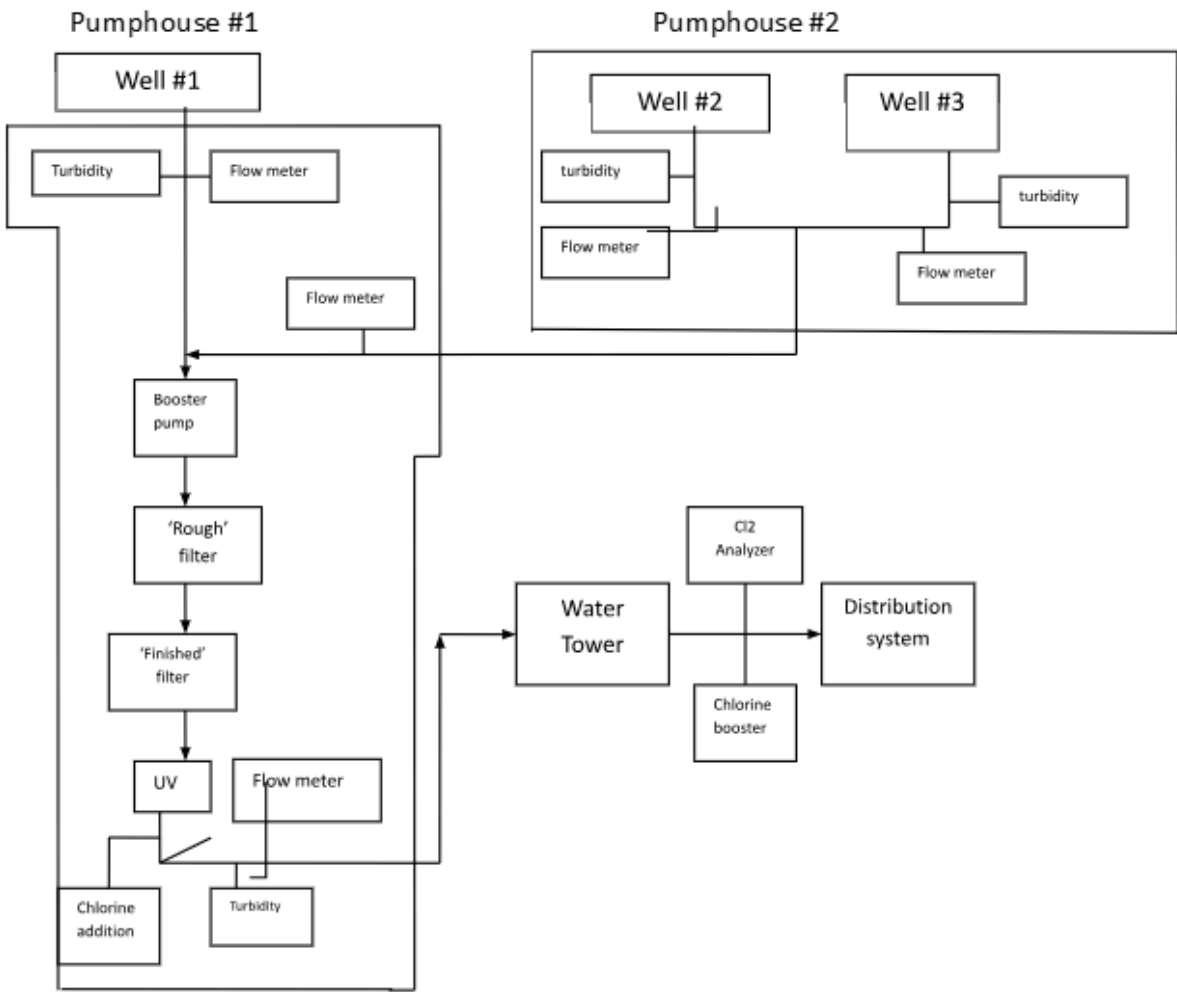 Pumphouse #1
Pumphouse #2
Well #1
Well #2
Well #3
Turbidity
Flow meter
turbidity
turbidity
Flow meter
Flow meter
Flow meter
Booster
pump
'Rough'
filter
Cl2
Analyzer
Water
Tower
Distribution
system
'Finished'
filter
Chlorine
booster
UV
Flow meter
Chlorine
addition
Turbidity